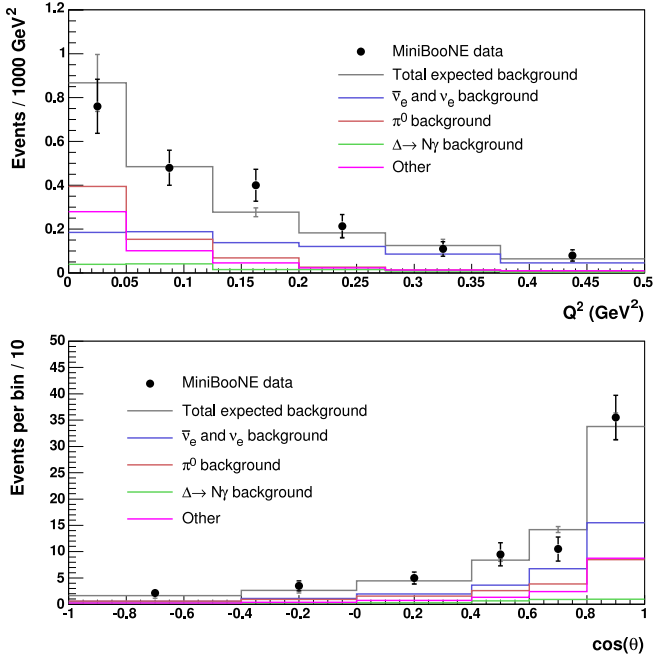 Events / 1000 GeV²
1.2
1
0.8
0.6
0.4
0.2
0
MiniBooNE data
Total expected background
ν̅e and νe background
π⁰ background
Δ→ Nγ background
Other
0 0.05 0.1 0.15 0.2 0.25 0.3 0.35 0.4 0.45 0.5
Q² (GeV²)
Events per bin / 10
50
45
40
35
30
25
20
15
10
5
0
MiniBooNE data
Total expected background
ν̅e and νe background
π⁰ background
Δ→ Nγ background
Other
-1 -0.8 -0.6 -0.4 -0.2 -0 0.2 0.4 0.6 0.8 1
cos(θ)